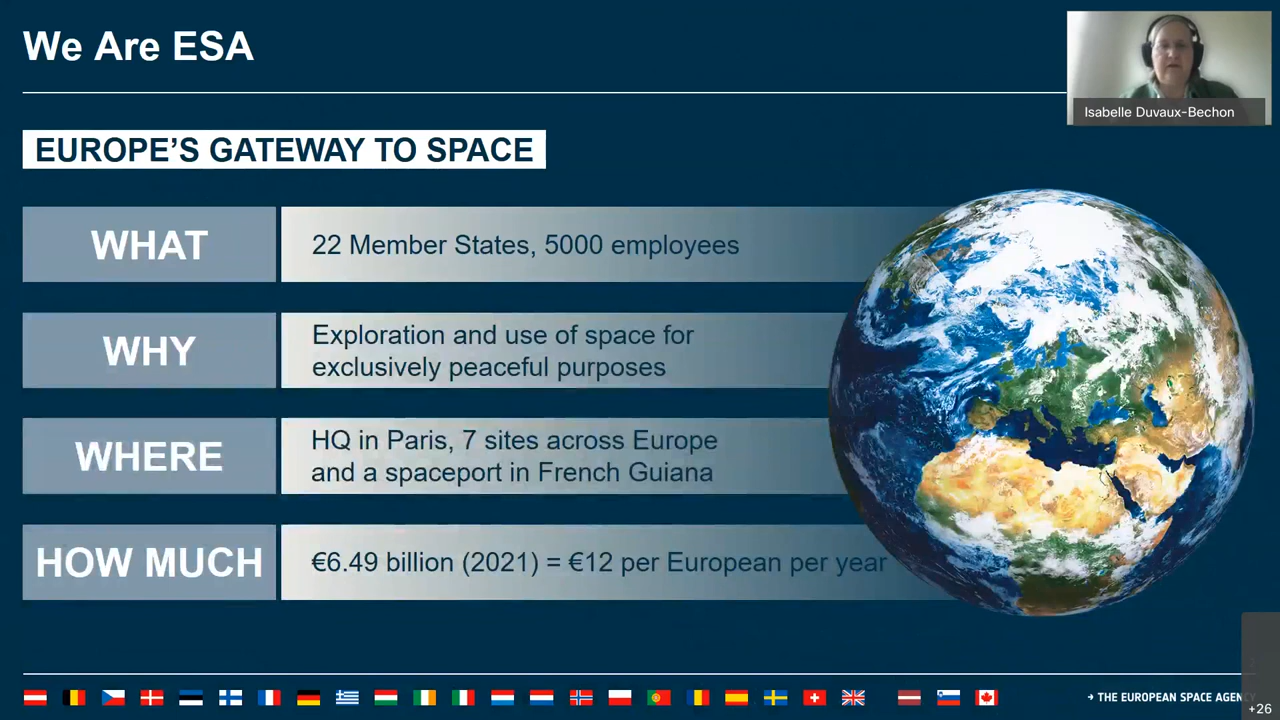 We Are ESA
Isabelle Duvaux-Bechon
EUROPE'S GATEWAY TO SPACE
WHAT
22 Member States, 5000 employees
WHY
Exploration and use of space for
exclusively peaceful purposes
WHERE
HQ in Paris, 7 sites across Europe
and a spaceport in French Guiana
HOW MUCH
€6.49 billion (2021) = €12 per European per year
→ THE EUROPEAN SPACE AGENCY
+26